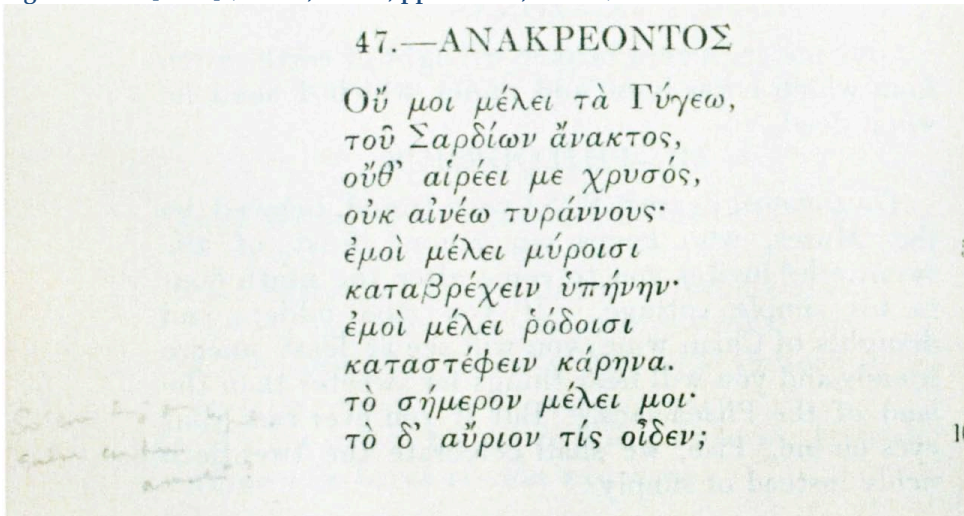 47.—ΑΝΑΚΡΕΟΝΤΟΣ
Οὔ μοι μέλει τὰ Γύγεω,
τοῦ Σαρδίων ἄνακτος,
οὔθ’ αἱρέει με χρυσός,
οὐκ αἰνέω τυράννους·
ἐμοὶ μέλει μύροισι
καταβρέχειν ὑπήνην·
ἐμοὶ μέλει ῥόδοισι
καταστέφειν κάρηνα.
τὸ σήμερον μέλει μοι·
τὸ δ’ αὔριον τίς οἶδεν;